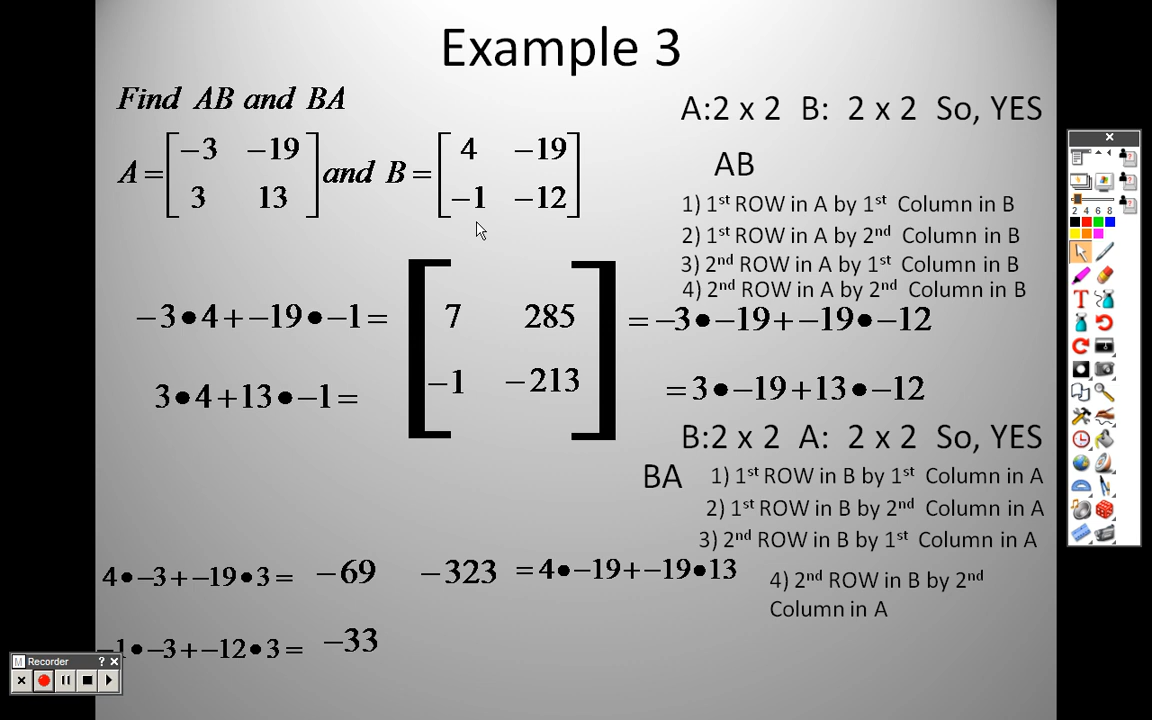 Example 3
Find AB and BA
A = [ −3 −19
3 13 ] and B = [ 4 −19
−1 −12 ]
A:2 x 2 B: 2 x 2 So, YES
AB
1) 1st ROW in A by 1st Column in B
2) 1st ROW in A by 2nd Column in B
3) 2nd ROW in A by 1st Column in B
4) 2nd ROW in A by 2nd Column in B
−3•4+−19•−1= [ 7 285 ] =−3•−19+−19•−12
3•4+13•−1= [ −1 −213 ] =3•−19+13•−12
B:2 x 2 A: 2 x 2 So, YES
BA
1) 1st ROW in B by 1st Column in A
2) 1st ROW in B by 2nd Column in A
3) 2nd ROW in B by 1st Column in A
4) 2nd ROW in B by 2nd
Column in A
4•−3+−19•3= −69 −323 =4•−19+−19•13
−1•−3+−12•3= −33
Recorder
2 4 6 8